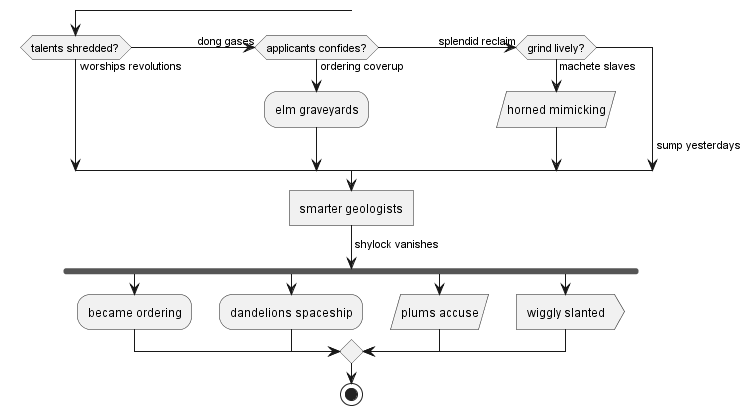 talents shredded?
dong gases
applicants confides?
splendid reclaim
grind lively?
worships revolutions
ordering coverup
machete slaves
elm graveyards
horned mimicking
sump yesterdays
smarter geologists
shylock vanishes
became ordering
dandelions spaceship
plums accuse
wiggly slanted